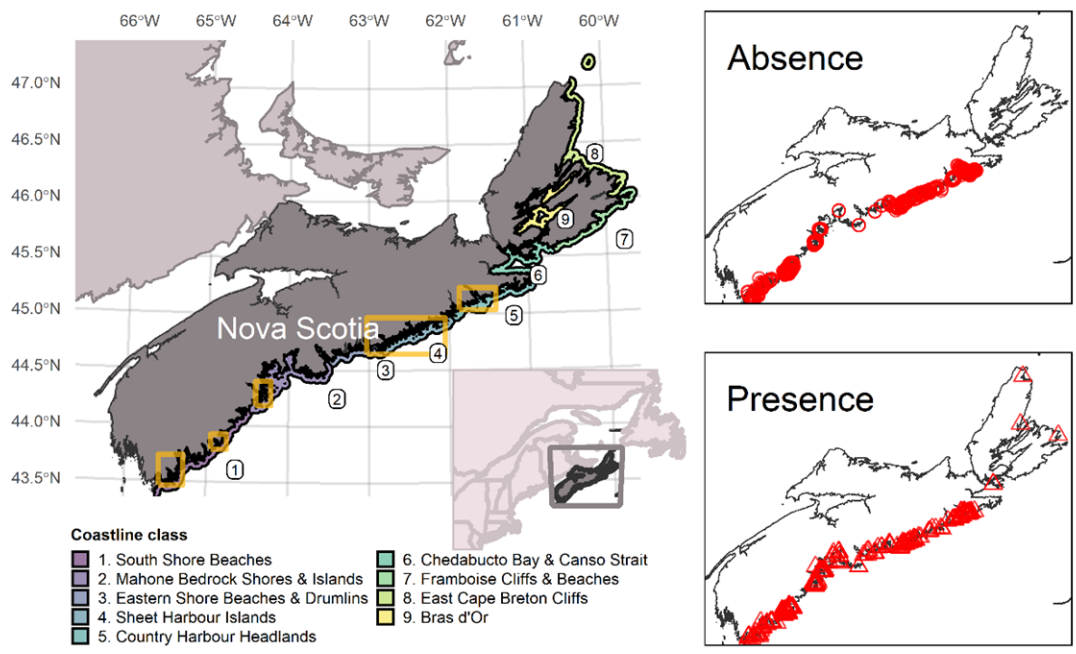 66°W 65°W 64°W 63°W 62°W 61°W 60°W
47.0°N
46.5°N
46.0°N
45.5°N
45.0°N
44.5°N
44.0°N
43.5°N
8
9
7
6
5
Nova Scotia
4
3
2
1
Coastline class
1. South Shore Beaches
2. Mahone Bedrock Shores & Islands
3. Eastern Shore Beaches & Drumlins
4. Sheet Harbour Islands
5. Country Harbour Headlands
6. Chedabucto Bay & Canso Strait
7. Framboise Cliffs & Beaches
8. East Cape Breton Cliffs
9. Bras d'Or
Absence
Presence